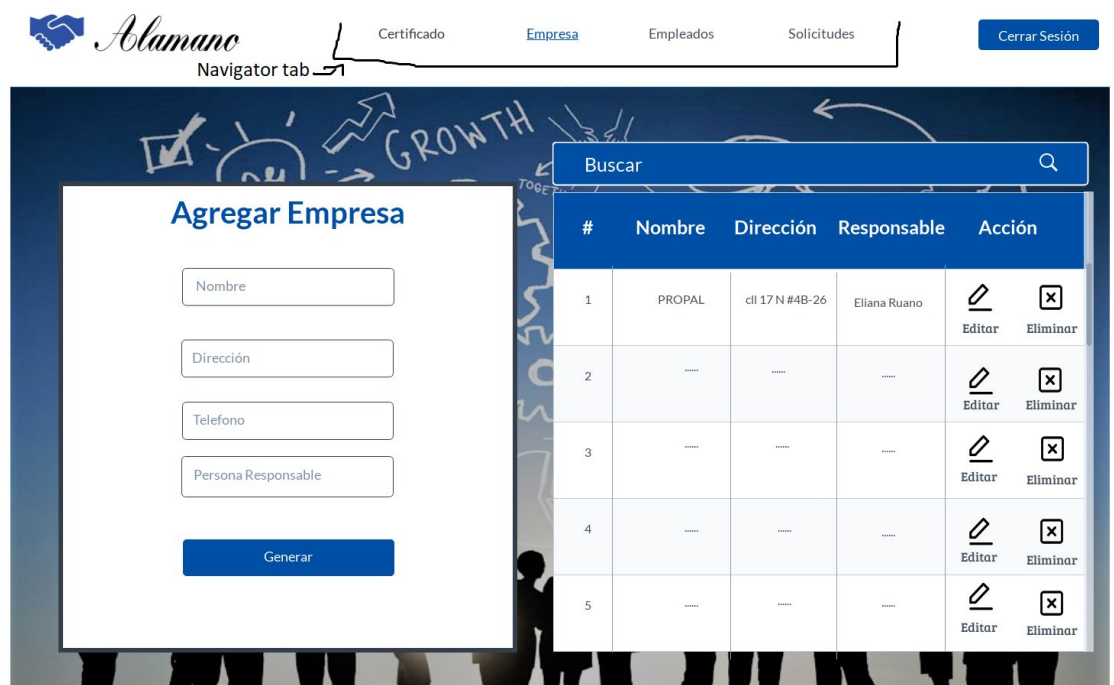 Alamano
Certificado Empresa Empleados Solicitudes
Cerrar Sesión
Navigator tab
GROWTH
TOGET
Agregar Empresa
Nombre
Dirección
Telefono
Persona Responsable
Generar
Buscar
# Nombre Dirección Responsable Acción
1 PROPAL cll 17 N #4B-26 Eliana Ruano Editar Eliminar
2 ...... ...... ...... Editar Eliminar
3 ...... ...... ...... Editar Eliminar
4 ...... ...... ...... Editar Eliminar
5 ...... ...... ...... Editar Eliminar